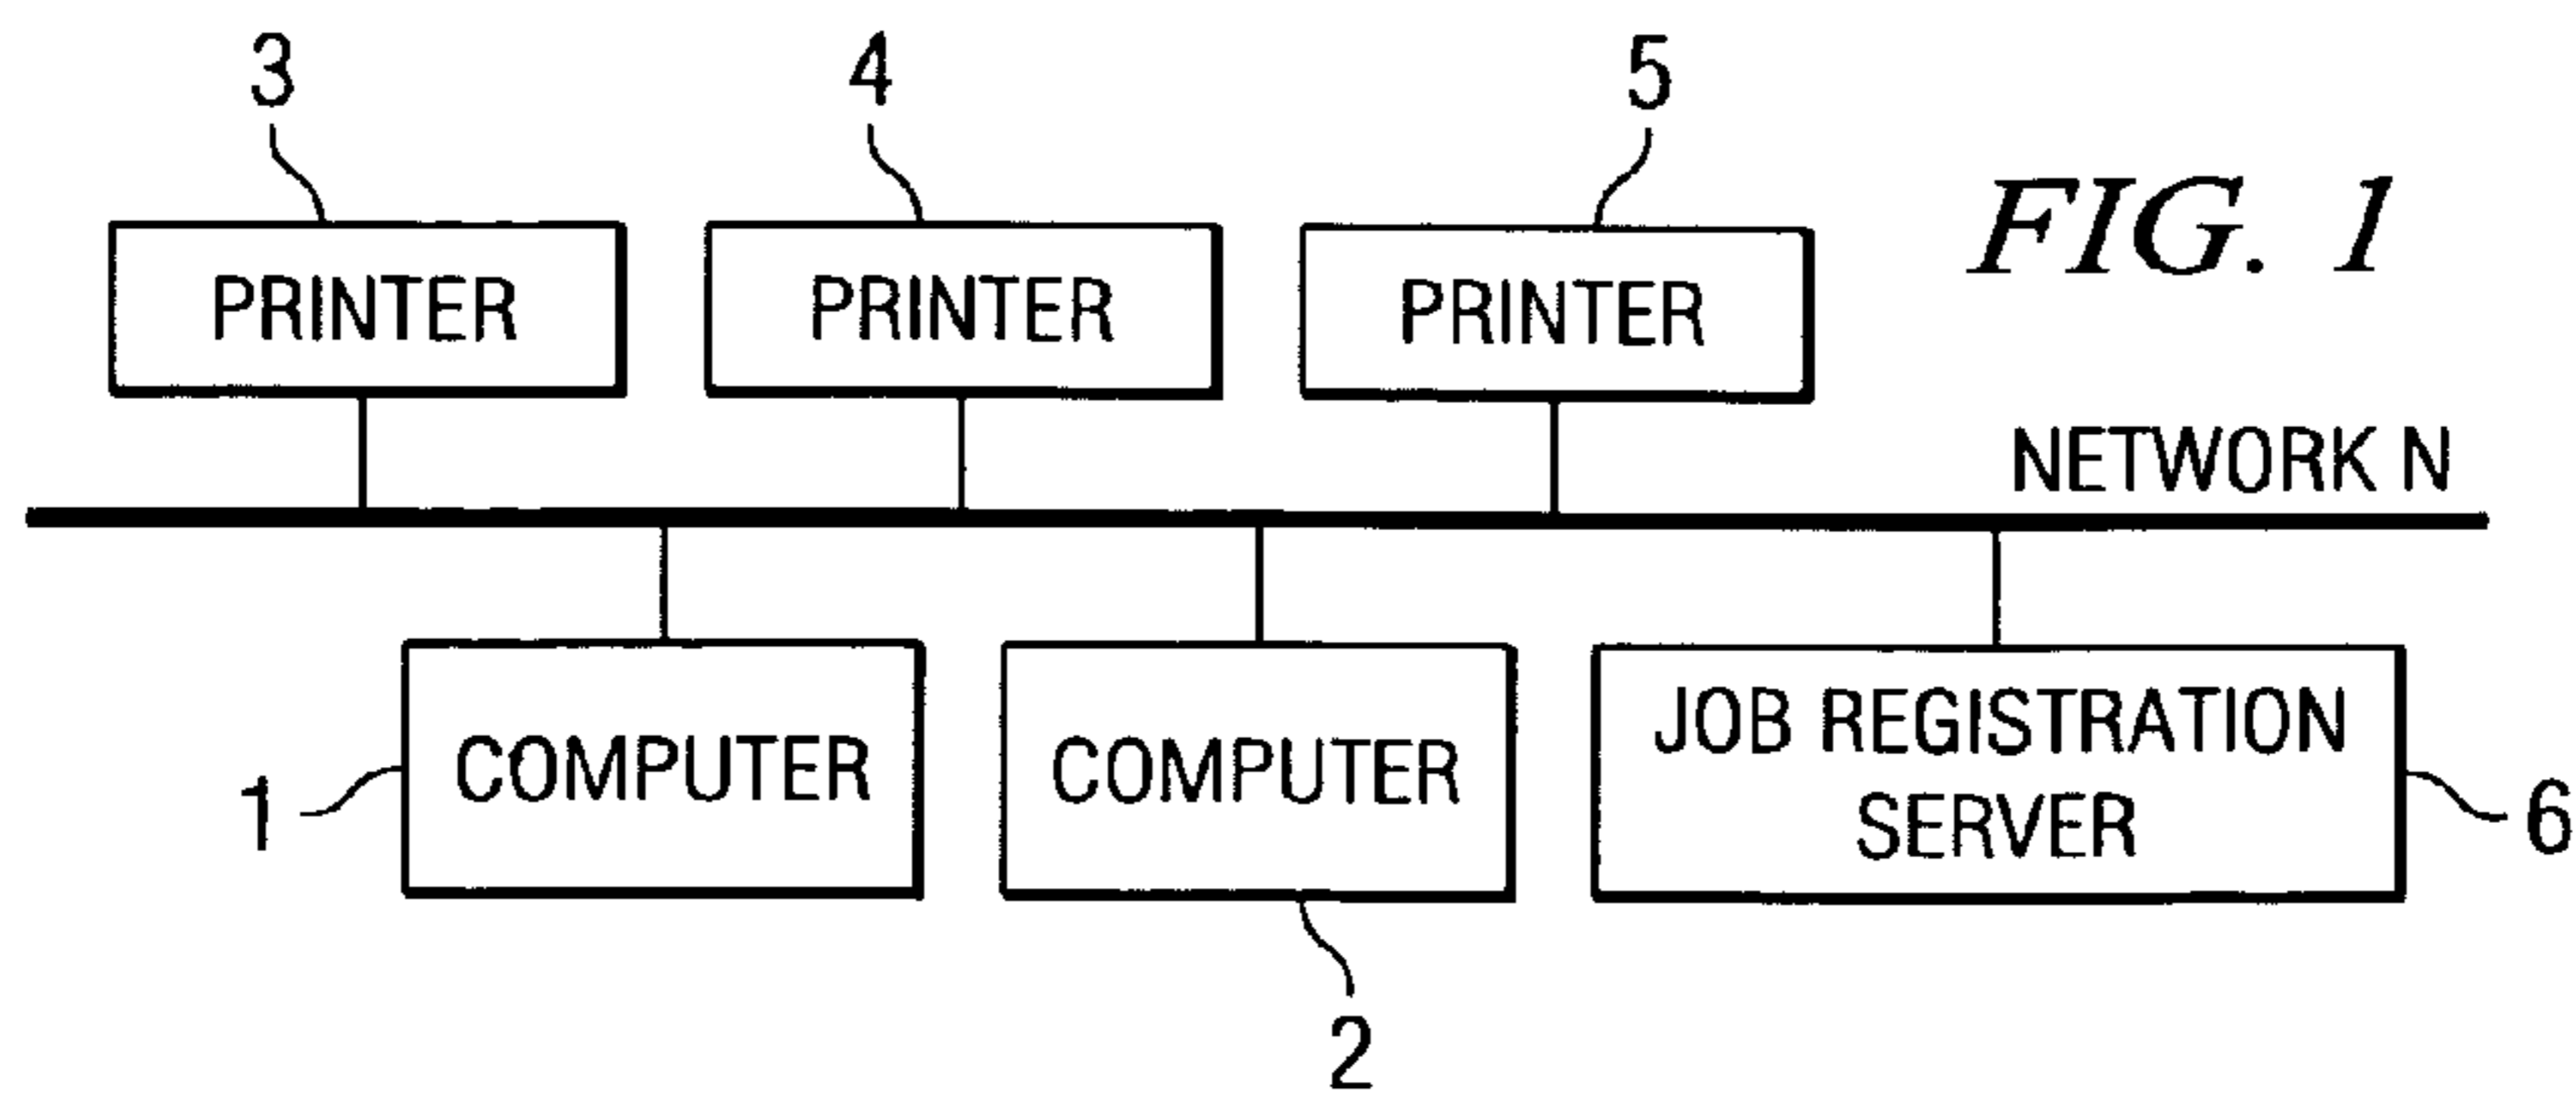 3
4
5
FIG. 1
PRINTER
PRINTER
PRINTER
NETWORK N
1
COMPUTER
COMPUTER
JOB REGISTRATION
SERVER
6
2